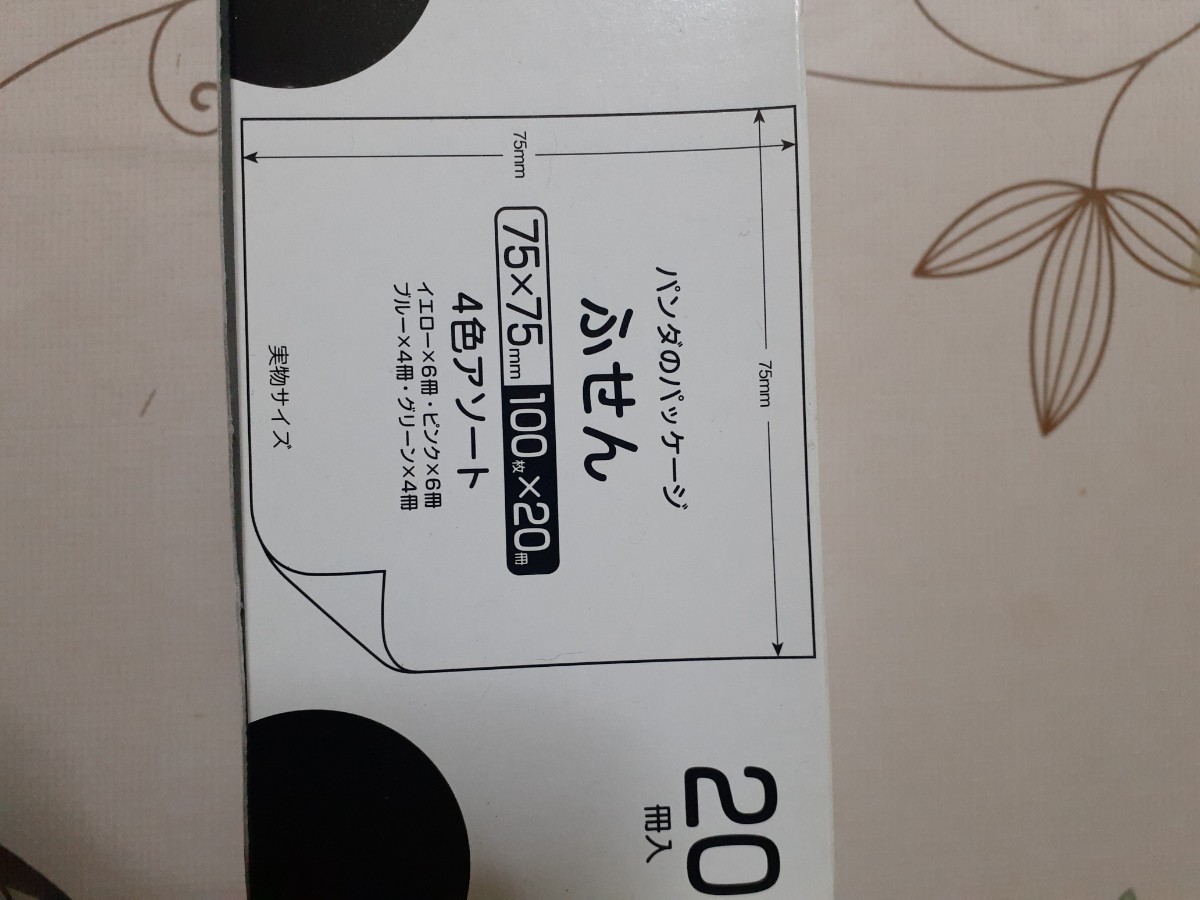 75mm
75mm
パンダのパッケージ
ふせん
75×75mm 100枚×20冊
4色アソート
イエロー×6冊・ピンク×6冊
ブルー×4冊・グリーン×4冊
実物サイズ
20
冊入